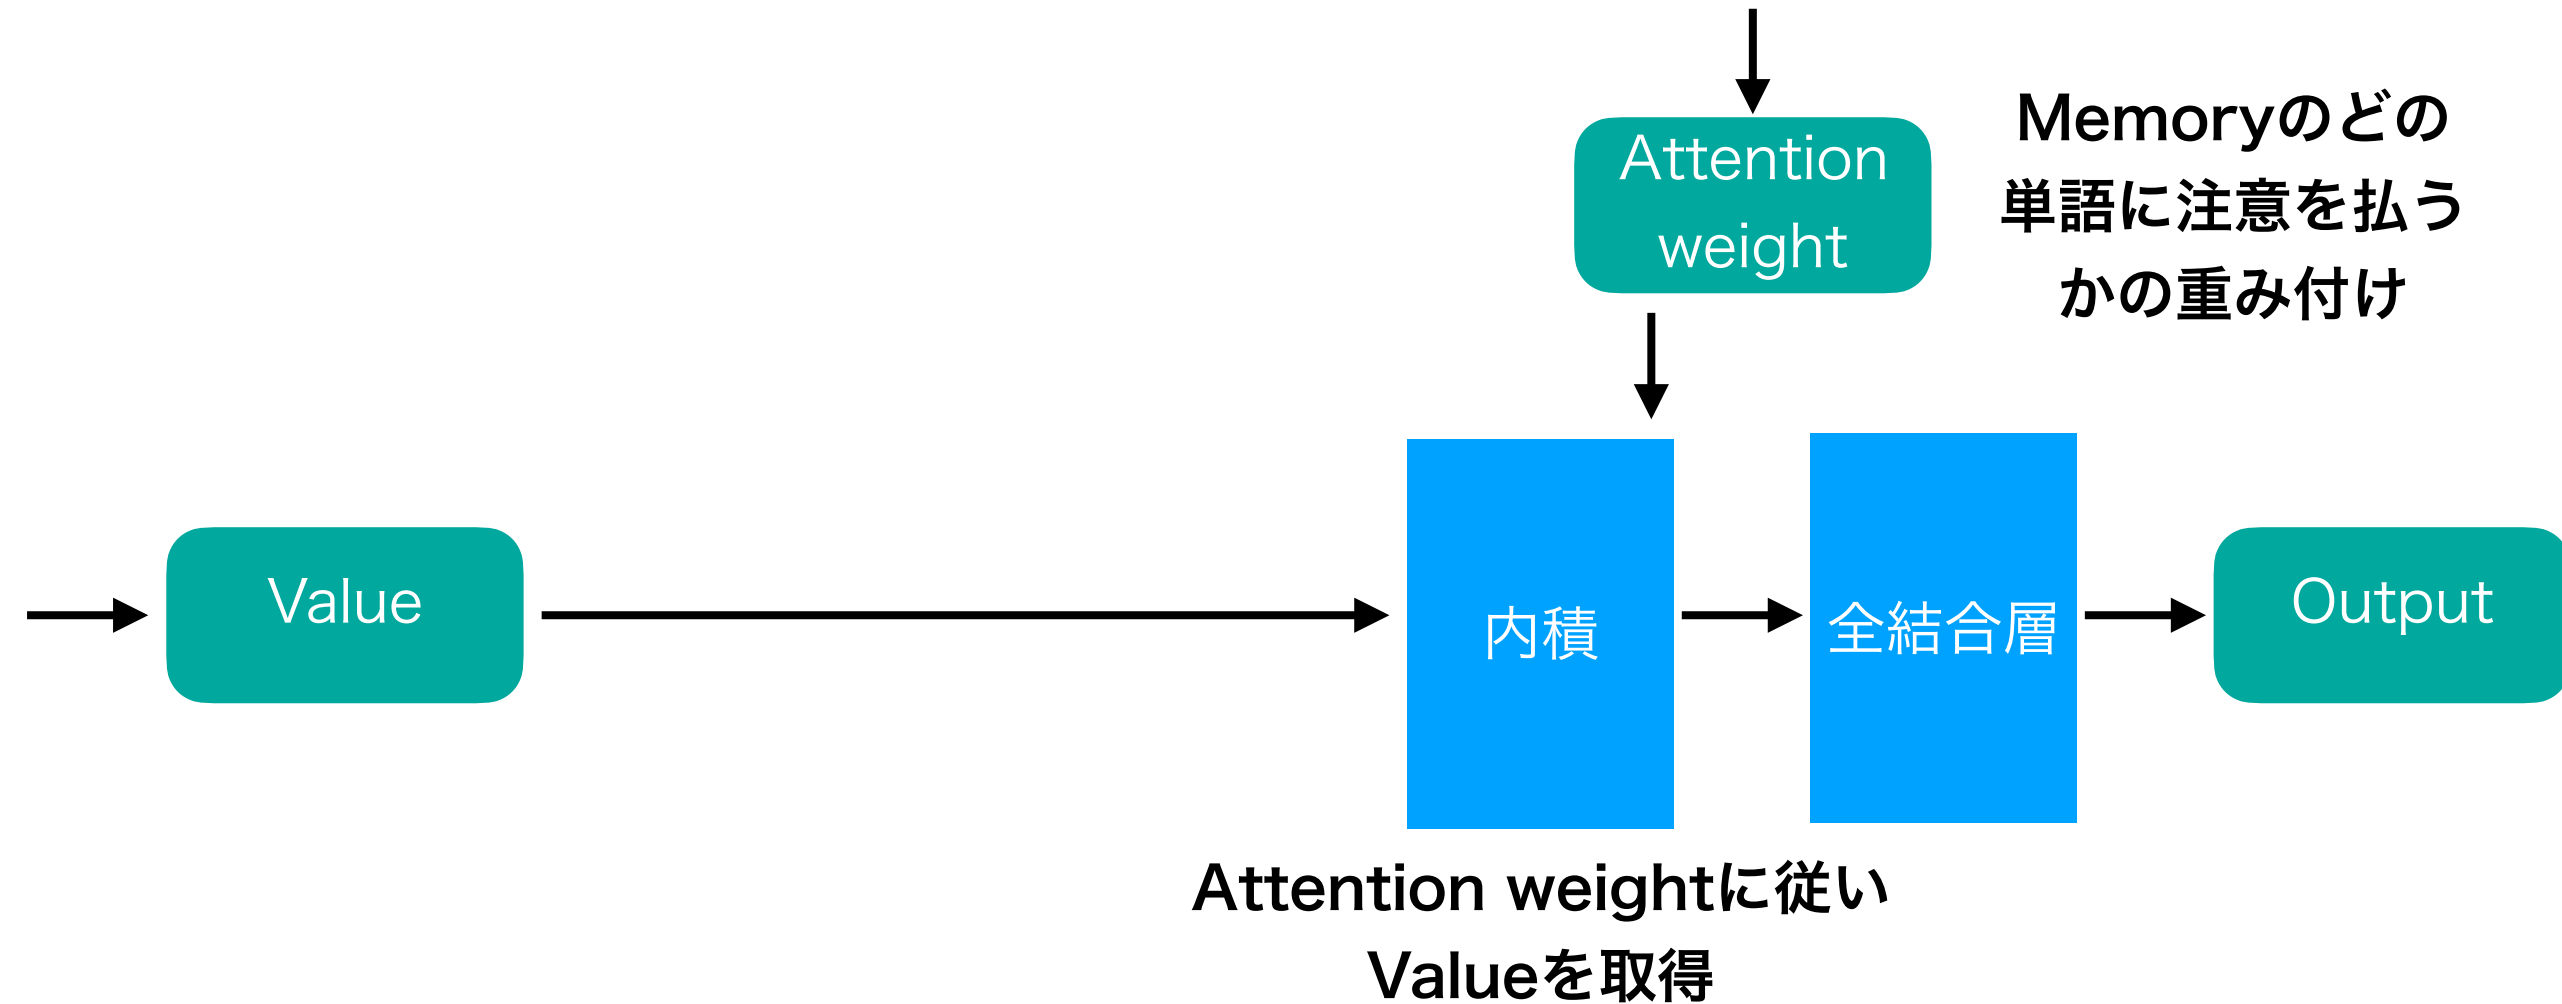 Attention
weight
Memoryのどの
単語に注意を払う
かの重み付け
Value
内積
全結合層
Output
Attention weightに従い
Valueを取得